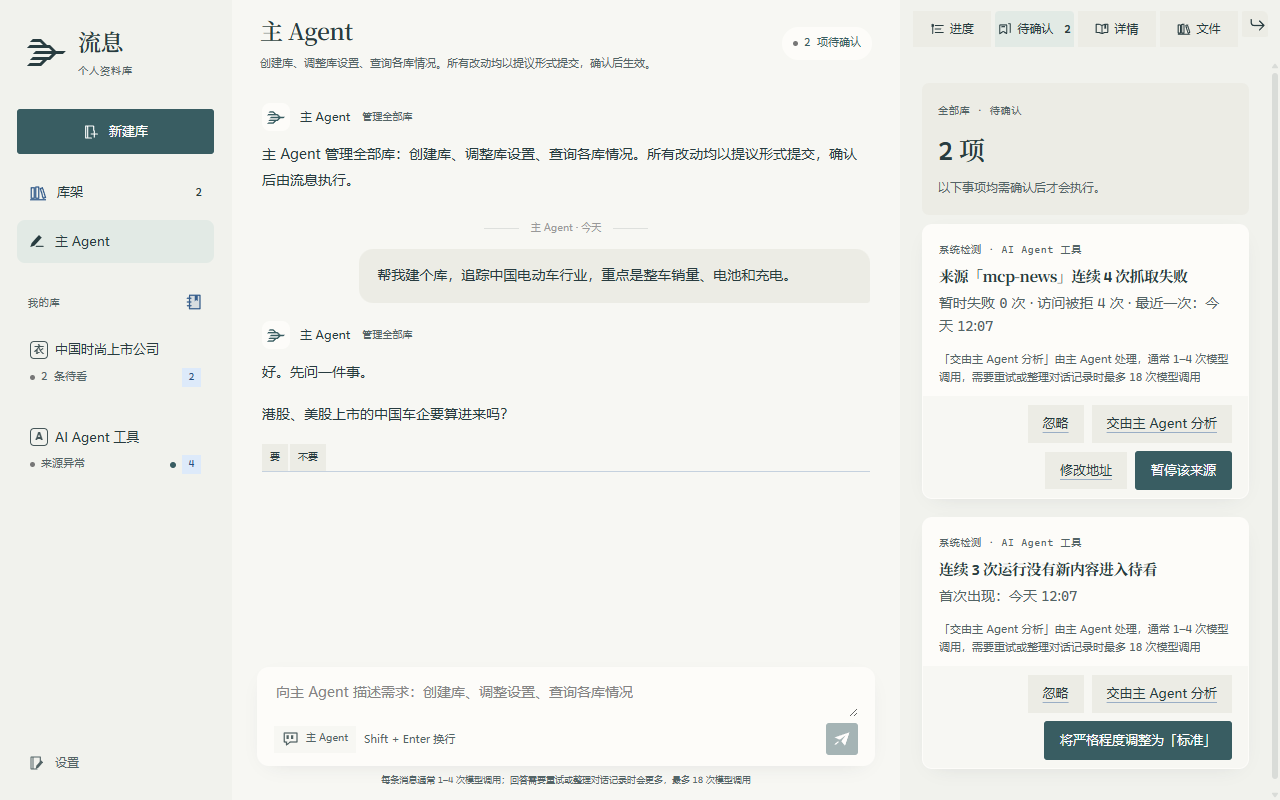 流息
个人资料库
新建库
库架 2
主 Agent
我的库
衣 中国时尚上市公司
2 条待看 2
A AI Agent 工具
来源异常 4
设置
主 Agent
创建库、调整库设置、查询各库情况。所有改动均以提议形式提交，确认后生效。
2 项待确认
主 Agent 管理全部库
主 Agent 管理全部库：创建库、调整库设置、查询各库情况。所有改动均以提议形式提交，确认
后由流息执行。
主 Agent · 今天
帮我建个库，追踪中国电动车行业，重点是整车销量、电池和充电。
主 Agent 管理全部库
好。先问一件事。
港股、美股上市的中国车企要算进来吗？
要 不要
向主 Agent 描述需求：创建库、调整设置、查询各库情况
主 Agent Shift + Enter 换行
每条消息通常 1–4 次模型调用；回答需要重试或整理对话记录时会更多，最多 18 次模型调用
进度 待确认 2 详情 文件
全部库 · 待确认
2 项
以下事项均需确认后才会执行。
系统检测 · AI Agent 工具
来源「mcp-news」连续 4 次抓取失败
暂时失败 0 次 · 访问被拒 4 次 · 最近一次：今
天 12:07
「交由主 Agent 分析」由主 Agent 处理，通常 1–4 次模型
调用，需要重试或整理对话记录时最多 18 次模型调用
忽略 交由主 Agent 分析
修改地址 暂停该来源
系统检测 · AI Agent 工具
连续 3 次运行没有新内容进入待看
首次出现：今天 12:07
「交由主 Agent 分析」由主 Agent 处理，通常 1–4 次模型
调用，需要重试或整理对话记录时最多 18 次模型调用
忽略 交由主 Agent 分析
将严格程度调整为「标准」